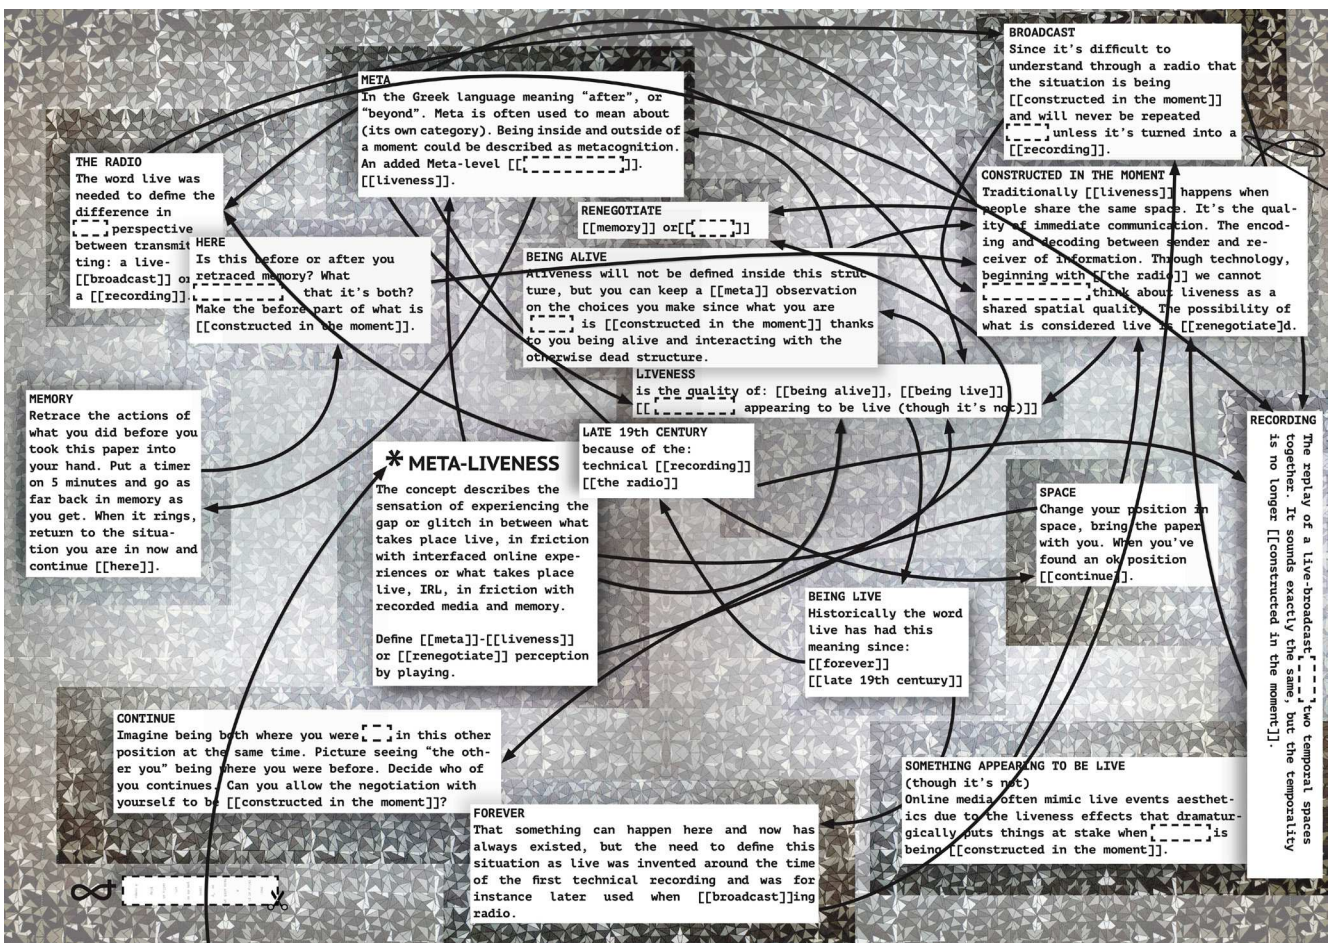 BROADCAST
Since it's difficult to
understand through a radio that
the situation is being
[[constructed in the moment]]
and will never be repeated
unless it's turned into a
[[recording]].
META
In the Greek language meaning "after", or
"beyond". Meta is often used to mean about
(its own category). Being inside and outside of
a moment could be described as metacognition.
An added Meta-level [[ ]].
[[liveness]].
THE RADIO
The word live was
needed to define the
difference in
perspective
between transmit
ting: a live-
[[broadcast]] or
a [[recording]].
HERE
Is this before or after you
retraced memory? What
that it's both?
Make the before part of what is
[[constructed in the moment]].
RENEGOTIATE
[[memory]] or[[ ]]
CONSTRUCTED IN THE MOMENT
Traditionally [[liveness]] happens when
people share the same space. It's the qual-
ity of immediate communication. The encod-
ing and decoding between sender and re-
ceiver of information. Through technology,
beginning with [[the radio]] we cannot
think about liveness as a
shared spatial quality. The possibility of
what is considered live is [[renegotiate]d.
BEING ALIVE
Aliveness will not be defined inside this struc
ture, but you can keep a [[meta]] observation
on the choices you make since what you are
is [[constructed in the moment]] thanks
to you being alive and interacting with the
otherwise dead structure.
LIVENESS
is the quality of: [[being alive]], [[being live]]
[[ appearing to be live (though it's not)]]
MEMORY
Retrace the actions of
what you did before you
took this paper into
your hand. Put a timer
on 5 minutes and go as
far back in memory as
you get. When it rings,
return to the situa-
tion you are in now and
continue [[here]].
LATE 19th CENTURY
because of the:
technical [[recording]]
[[the radio]]
* META-LIVENESS
The concept describes the
sensation of experiencing the
gap or glitch in between what
takes place live, in friction
with interfaced online expe-
riences or what takes place
live, IRL, in friction with
recorded media and memory.
Define [[meta]]-[[liveness]]
or [[renegotiate]] perception
by playing.
RECORDING
The replay of a live-broadcast two temporal spaces
together. It sounds exactly the same, but the temporality
is no longer [[constructed in the moment]].
SPACE
Change your position in
space, bring the paper
with you. When you've
found an ok position
[[continue]].
BEING LIVE
Historically the word
live has had this
meaning since:
[[forever]]
[[late 19th century]]
CONTINUE
Imagine being both where you were in this other
position at the same time. Picture seeing "the oth-
er you" being where you were before. Decide who of
you continues. Can you allow the negotiation with
yourself to be [[constructed in the moment]]?
SOMETHING APPEARING TO BE LIVE
(though it's not)
Online media often mimic live events aesthet-
ics due to the liveness effects that dramatur-
gically puts things at stake when is
being [[constructed in the moment]].
FOREVER
That something can happen here and now has
always existed, but the need to define this
situation as live was invented around the time
of the first technical recording and was for
instance later used when [[broadcast]]ing
radio.